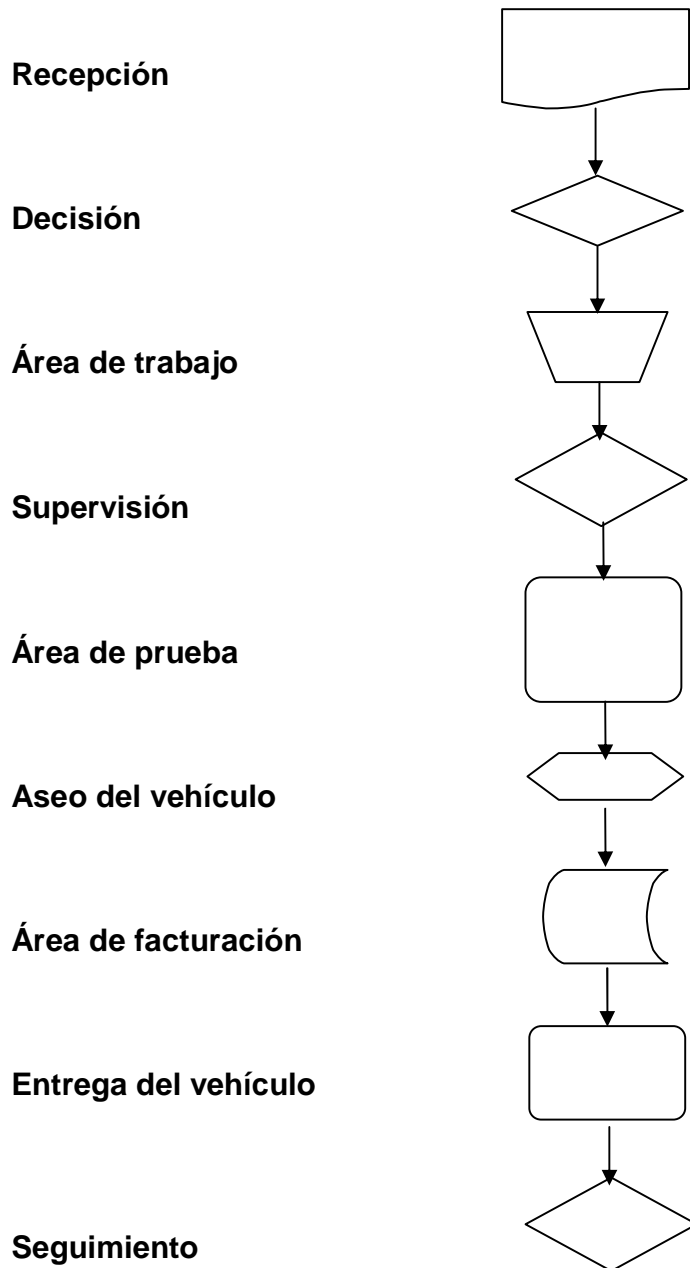 Recepción
Decisión
Área de trabajo
Supervisión
Área de prueba
Aseo del vehículo
Área de facturación
Entrega del vehículo
Seguimiento